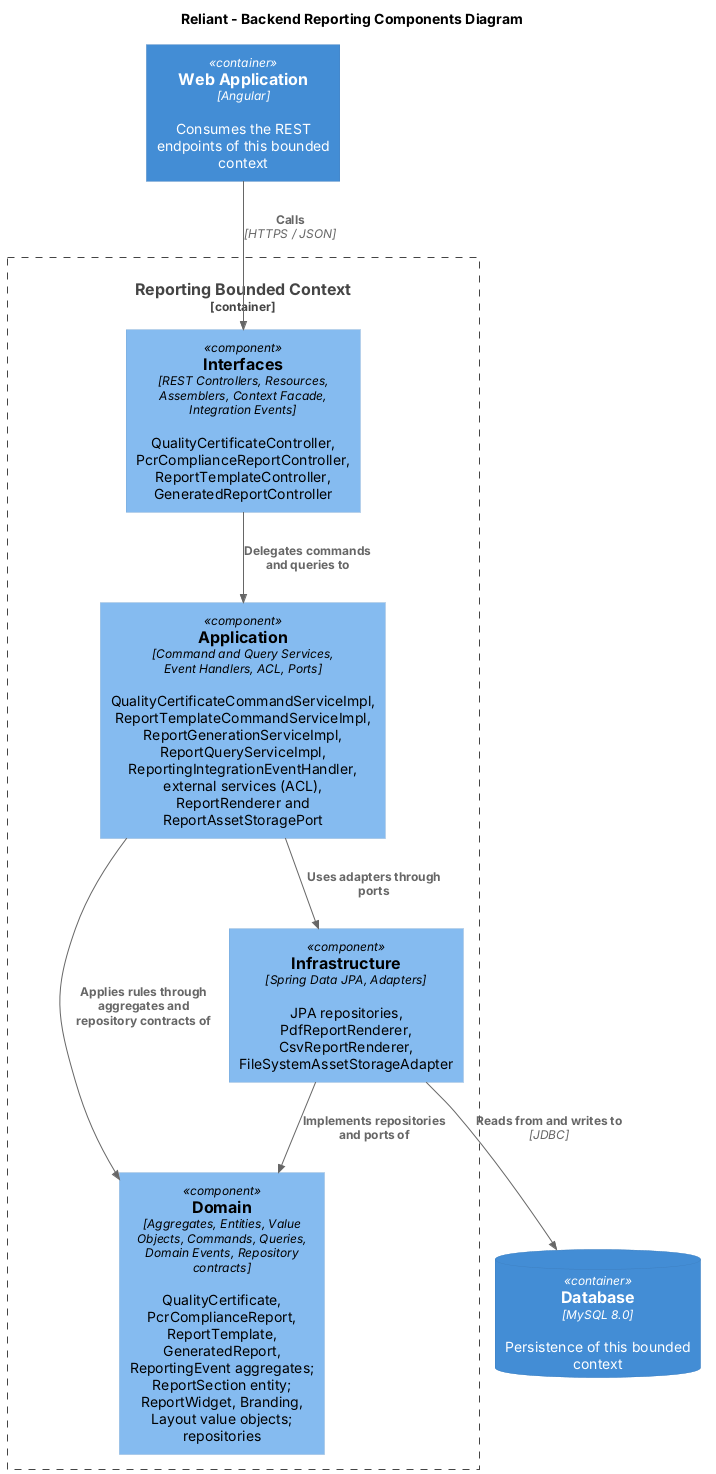 Reliant - Backend Reporting Components Diagram
«container»
Web Application
[Angular]
Consumes the REST
endpoints of this bounded
context
Calls
[HTTPS / JSON]
Reporting Bounded Context
[container]
«component»
Interfaces
[REST Controllers, Resources,
Assemblers, Context Facade,
Integration Events]
QualityCertificateController,
PcrComplianceReportController,
ReportTemplateController,
GeneratedReportController
Delegates commands
and queries to
«component»
Application
[Command and Query Services,
Event Handlers, ACL, Ports]
QualityCertificateCommandServiceImpl,
ReportTemplateCommandServiceImpl,
ReportGenerationServiceImpl,
ReportQueryServiceImpl,
ReportingIntegrationEventHandler,
external services (ACL),
ReportRenderer and
ReportAssetStoragePort
Uses adapters through
ports
«component»
Infrastructure
[Spring Data JPA, Adapters]
JPA repositories,
PdfReportRenderer,
CsvReportRenderer,
FileSystemAssetStorageAdapter
Applies rules through
aggregates and
repository contracts of
Implements repositories
and ports of
Reads from and writes to
[JDBC]
«component»
Domain
[Aggregates, Entities, Value
Objects, Commands, Queries,
Domain Events, Repository
contracts]
QualityCertificate,
PcrComplianceReport,
ReportTemplate,
GeneratedReport,
ReportingEvent aggregates;
ReportSection entity;
ReportWidget, Branding,
Layout value objects;
repositories
«container»
Database
[MySQL 8.0]
Persistence of this bounded
context